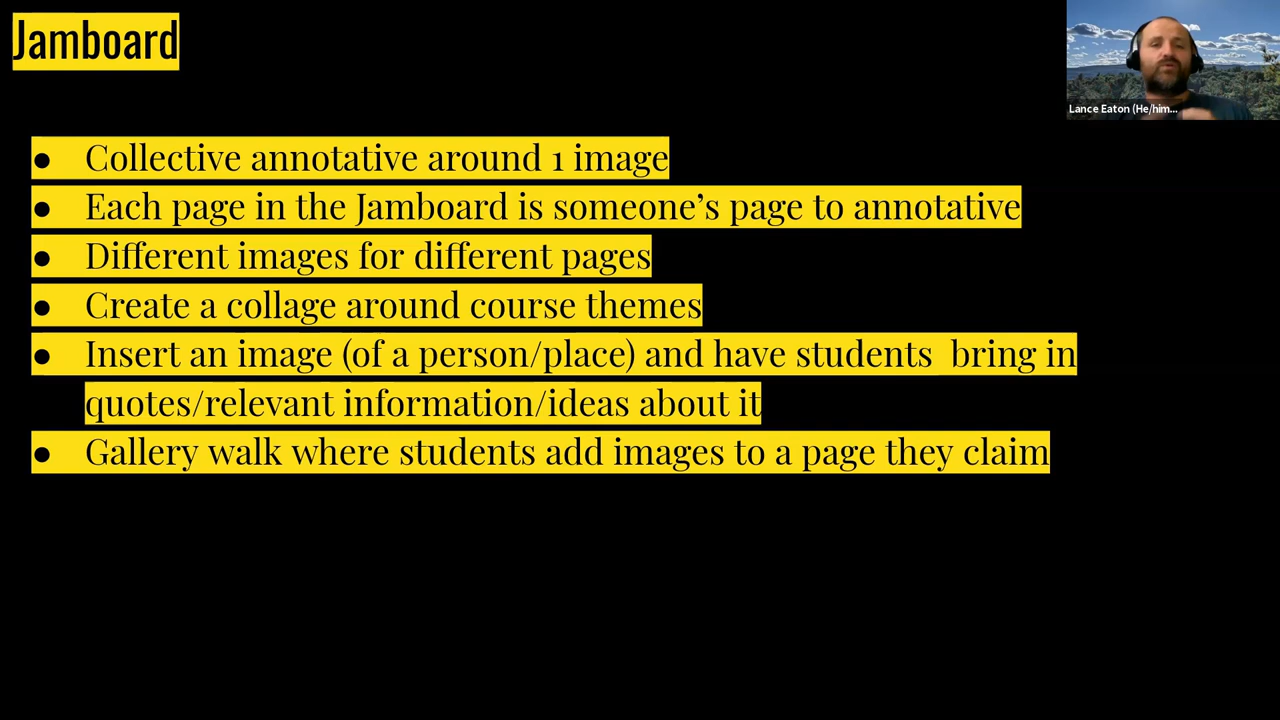 Jamboard
Lance Eaton (He/him...
● Collective annotative around 1 image
● Each page in the Jamboard is someone’s page to annotative
● Different images for different pages
● Create a collage around course themes
● Insert an image (of a person/place) and have students  bring in
quotes/relevant information/ideas about it
● Gallery walk where students add images to a page they claim